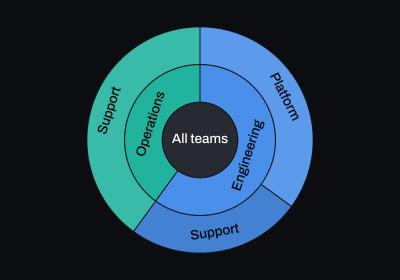 Platform
Support
Operations
All teams
Engineering
Support